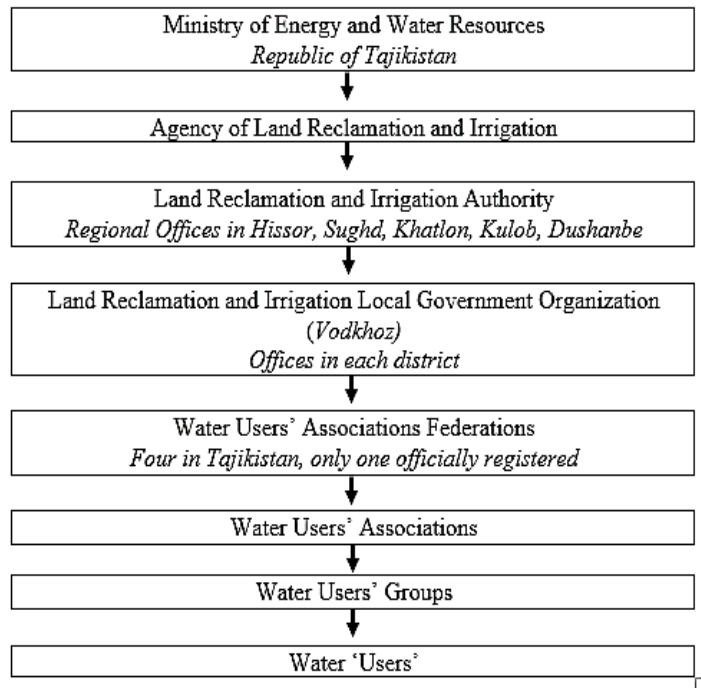 Ministry of Energy and Water Resources
Republic of Tajikistan
Agency of Land Reclamation and Irrigation
Land Reclamation and Irrigation Authority
Regional Offices in Hissor, Sughd, Khatlon, Kulob, Dushanbe
Land Reclamation and Irrigation Local Government Organization
(Vodkhoz)
Offices in each district
Water Users’ Associations Federations
Four in Tajikistan, only one officially registered
Water Users’ Associations
Water Users’ Groups
Water ‘Users’